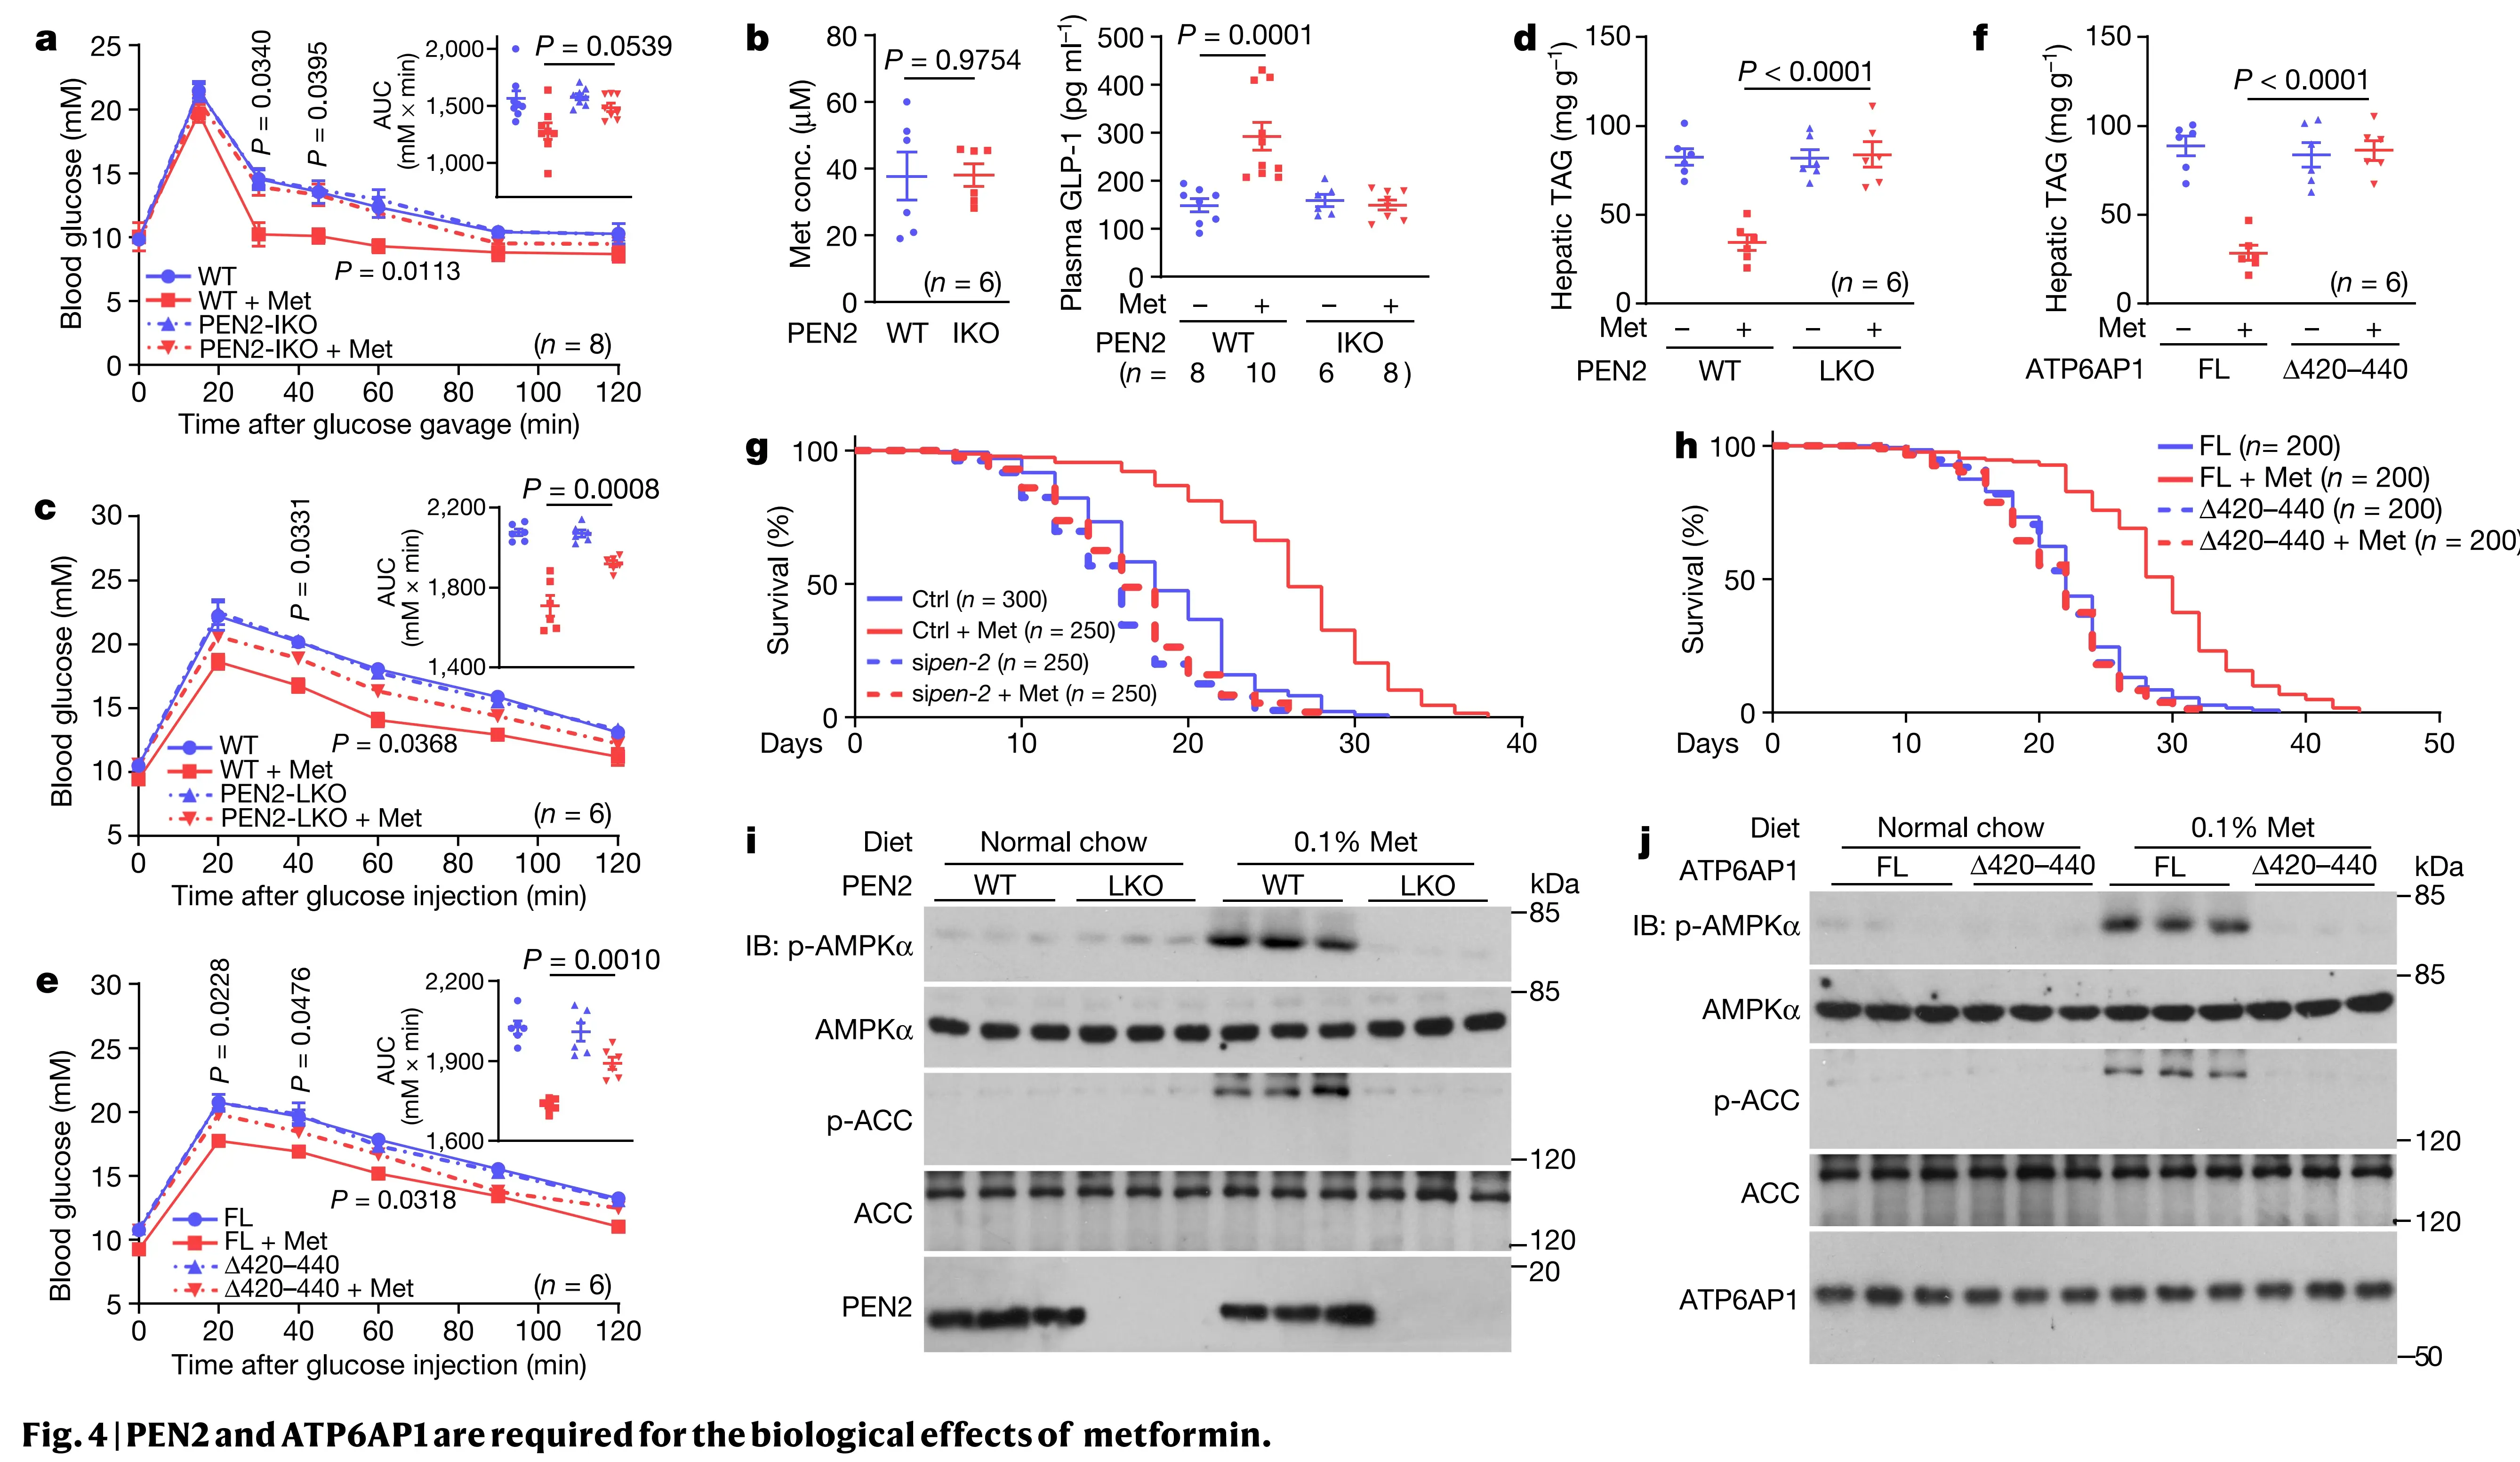 a
25
20
15
10
5
0
Blood glucose (mM)
P = 0.0340
P = 0.0395
P = 0.0113
AUC
(mM × min)
2,000
1,500
1,000
P = 0.0539
WT
WT + Met
PEN2-IKO
PEN2-IKO + Met
(n = 8)
0 20 40 60 80 100 120
Time after glucose gavage (min)
b
80
60
40
20
0
Met conc. (µM)
P = 0.9754
(n = 6)
PEN2 WT IKO
500
400
300
200
100
0
Plasma GLP-1 (pg ml⁻¹)
P = 0.0001
Met − + − +
PEN2 WT IKO
(n = 8 10 6 8)
d
150
100
50
0
Hepatic TAG (mg g⁻¹)
P < 0.0001
(n = 6)
Met − + − +
PEN2 WT LKO
f
150
100
50
0
Hepatic TAG (mg g⁻¹)
P < 0.0001
(n = 6)
Met − + − +
ATP6AP1 FL Δ420–440
c
30
25
20
15
10
5
Blood glucose (mM)
P = 0.0331
P = 0.0368
AUC
(mM × min)
2,200
1,800
1,400
P = 0.0008
WT
WT + Met
PEN2-LKO
PEN2-LKO + Met
(n = 6)
0 20 40 60 80 100 120
Time after glucose injection (min)
g
100
50
0
Survival (%)
Ctrl (n = 300)
Ctrl + Met (n = 250)
sipen-2 (n = 250)
sipen-2 + Met (n = 250)
Days 0 10 20 30 40
h
100
50
0
Survival (%)
FL (n= 200)
FL + Met (n = 200)
Δ420–440 (n = 200)
Δ420–440 + Met (n = 200)
Days 0 10 20 30 40 50
e
30
25
20
15
10
5
Blood glucose (mM)
P = 0.0228
P = 0.0476
P = 0.0318
AUC
(mM × min)
2,200
1,900
1,600
P = 0.0010
FL
FL + Met
Δ420–440
Δ420–440 + Met
(n = 6)
0 20 40 60 80 100 120
Time after glucose injection (min)
i
Diet Normal chow 0.1% Met
PEN2 WT LKO WT LKO kDa
85
IB: p-AMPKα
85
AMPKα
p-ACC
120
ACC
120
20
PEN2
j
Diet Normal chow 0.1% Met
ATP6AP1 FL Δ420–440 FL Δ420–440 kDa
85
IB: p-AMPKα
85
AMPKα
p-ACC
120
ACC
120
ATP6AP1
50
Fig. 4 | PEN2 and ATP6AP1 are required for the biological effects of metformin.